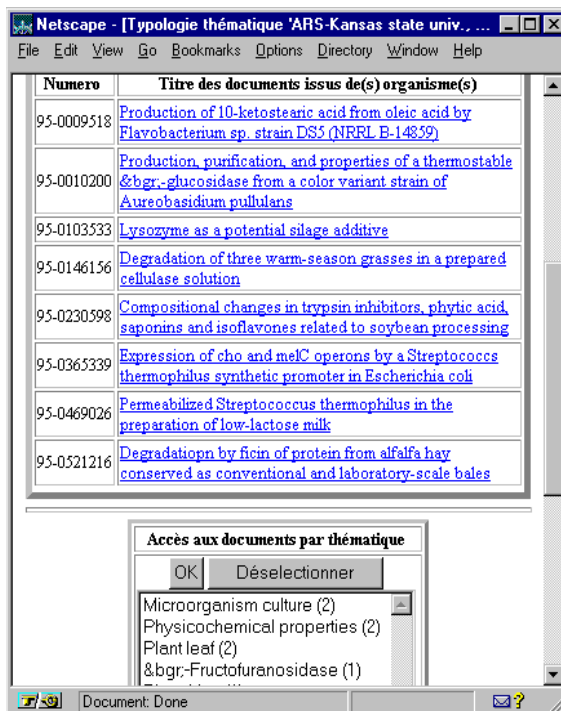 Netscape - [Typologie thématique 'ARS-Kansas state univ., ...
File Edit View Go Bookmarks Options Directory Window Help
Numero Titre des documents issus de(s) organisme(s)
95-0009518 Production of 10-ketostearic acid from oleic acid by
Flavobacterium sp. strain DS5 (NRRL B-14859)
95-0010200 Production, purification, and properties of a thermostable
&bgr;-glucosidase from a color variant strain of
Aureobasidium pullulans
95-0103533 Lysozyme as a potential silage additive
95-0146156 Degradation of three warm-season grasses in a prepared
cellulase solution
95-0230598 Compositional changes in trypsin inhibitors, phytic acid,
saponins and isoflavones related to soybean processing
95-0365339 Expression of cho and melC operons by a Streptococcs
thermophilus synthetic promoter in Escherichia coli
95-0469026 Permeabilized Streptococcus thermophilus in the
preparation of low-lactose milk
95-0521216 Degradatiopn by ficin of protein from alfalfa hay
conserved as conventional and laboratory-scale bales
Accès aux documents par thématique
OK Déselectionner
Microorganism culture (2)
Physicochemical properties (2)
Plant leaf (2)
&bgr;-Fructofuranosidase (1)
Document: Done